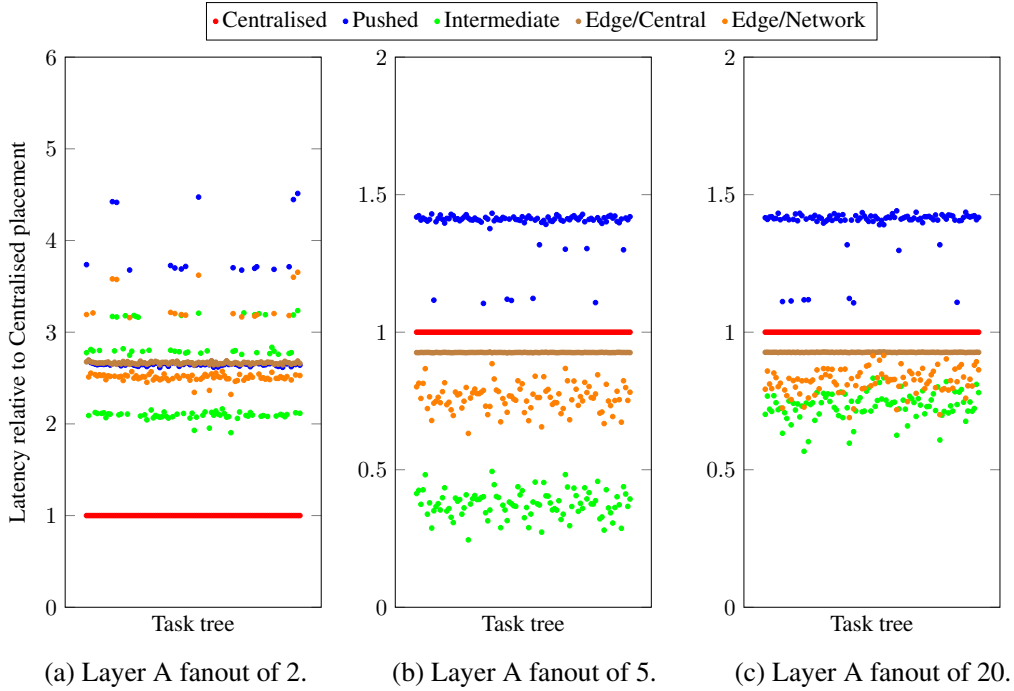 Centralised Pushed Intermediate Edge/Central Edge/Network
Latency relative to Centralised placement
6
5
4
3
2
1
0
Task tree
(a) Layer A fanout of 2.
2
1.5
1
0.5
0
Task tree
(b) Layer A fanout of 5.
2
1.5
1
0.5
0
Task tree
(c) Layer A fanout of 20.